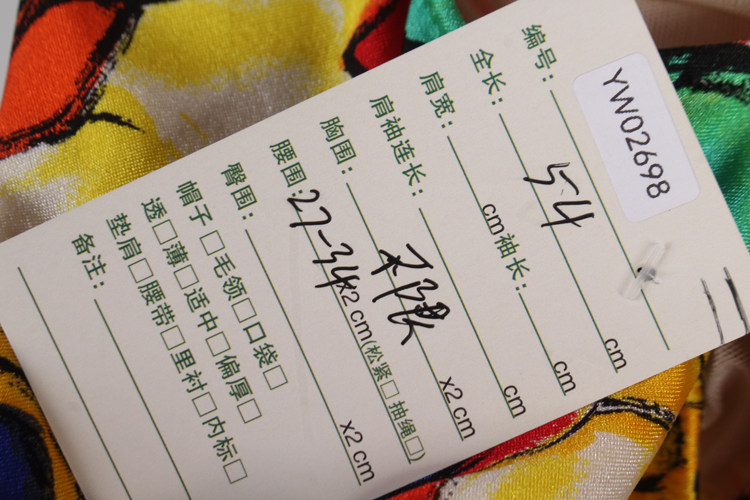 YW02698
编号:
全长: 54 cm
肩宽: cm 袖长: cm
肩袖连长: cm
胸围: 不限 x2 cm
腰围: 27-34 x2 cm(松紧□ 抽绳□)
臀围: x2 cm
帽子□毛领□口袋□
透□薄□适中□偏厚□
垫肩□腰带□里衬□内标□
备注: